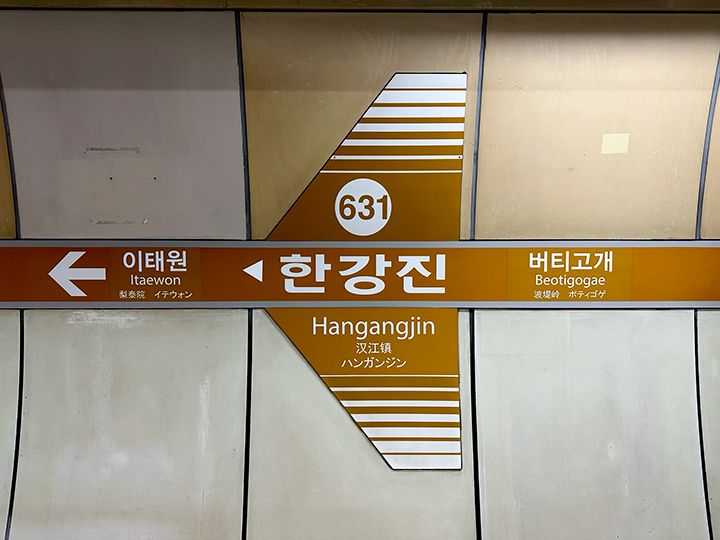 631
이태원
Itaewon
梨泰院 イテウォン
한강진
Hangangjin
汉江镇
ハンガンジン
버티고개
Beotigogae
波堤岭 ポティゴゲ